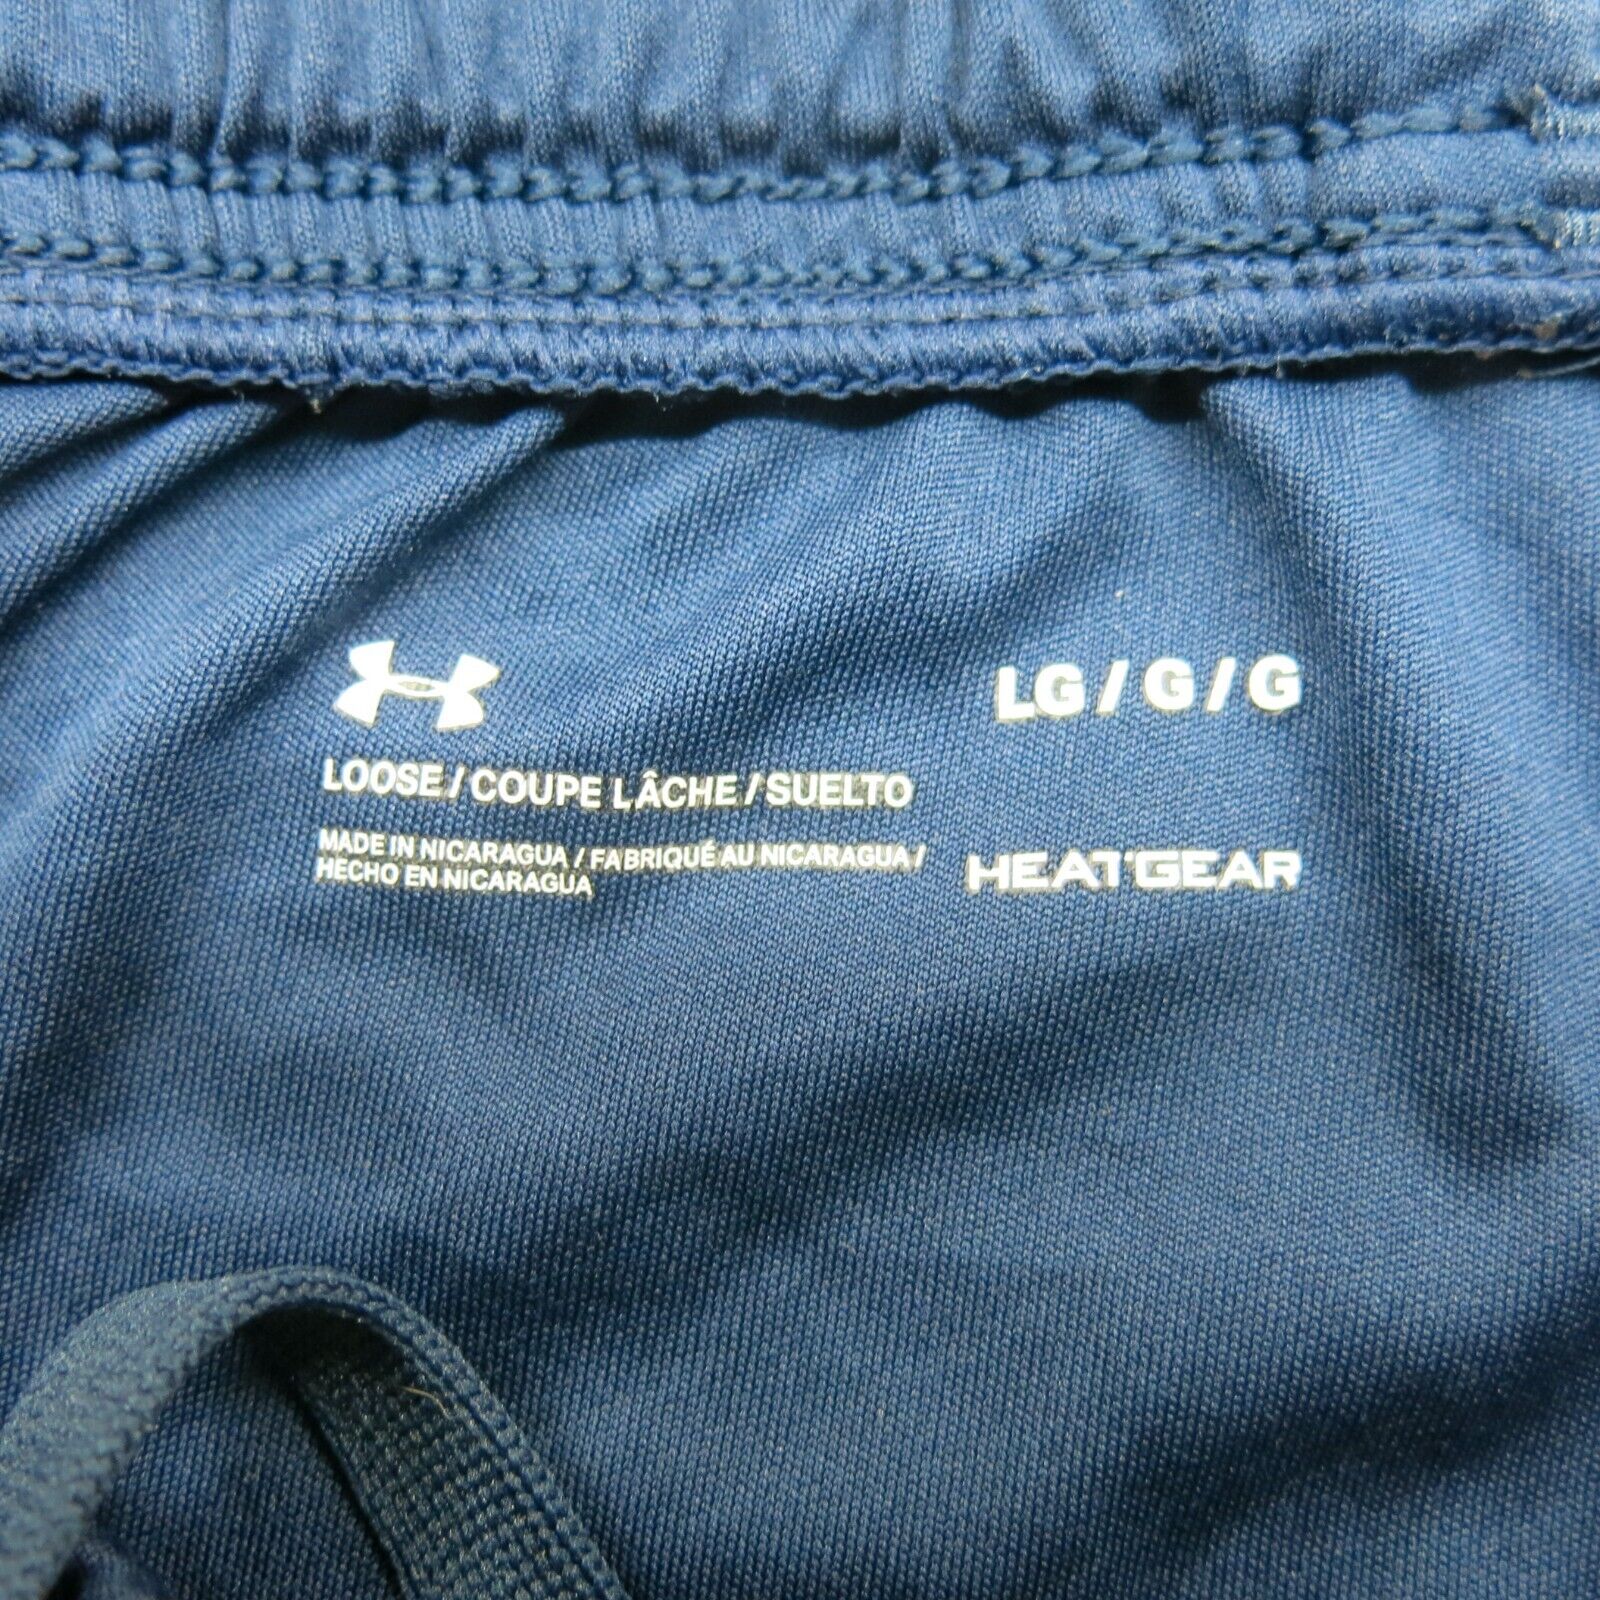 LG / G / G
LOOSE / COUPE LÂCHE / SUELTO
MADE IN NICARAGUA / FABRIQUÉ AU NICARAGUA /
HECHO EN NICARAGUA
HEATGEAR